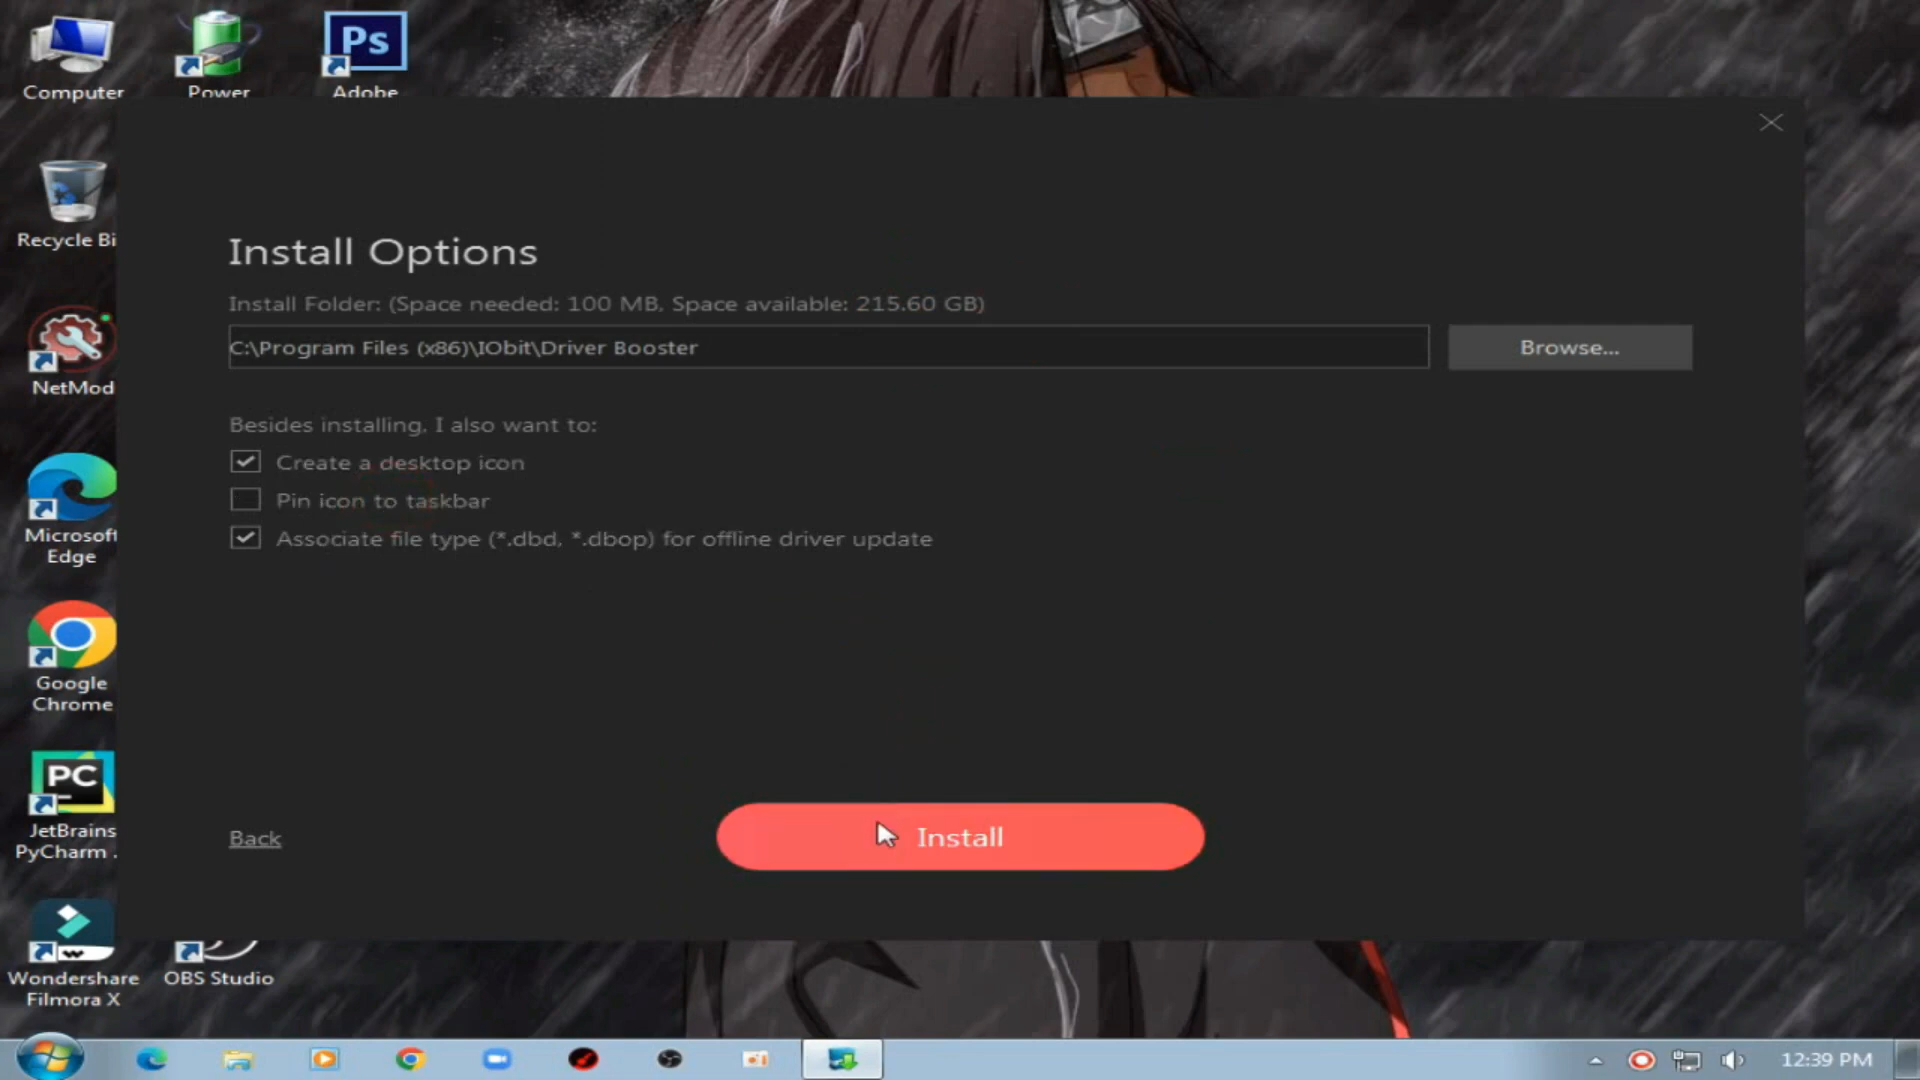 Ps
Computer
Power
Adobe
Recycle Bi
NetMod
Microsoft
Edge
Google
Chrome
PC
JetBrains
PyCharm .
Wondershare
Filmora X
OBS Studio
Install Options
Install Folder: (Space needed: 100 MB, Space available: 215.60 GB)
C:\Program Files (x86)\IObit\Driver Booster
Browse...
Besides installing, I also want to:
Create a desktop icon
Pin icon to taskbar
Associate file type (*.dbd, *.dbop) for offline driver update
Back
Install
12:39 PM